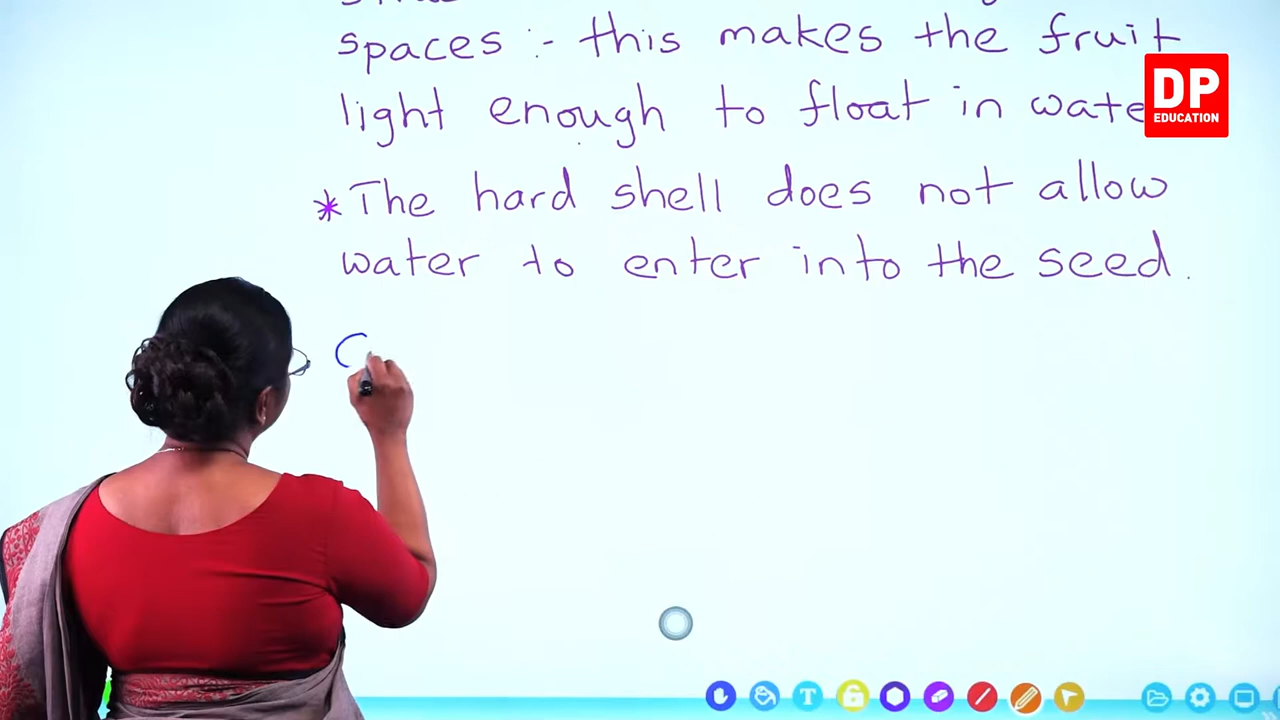 spaces :- this makes the fruit
light enough to float in
DP
EDUCATION
* The hard shell does not allow
water to enter into the seed.
C